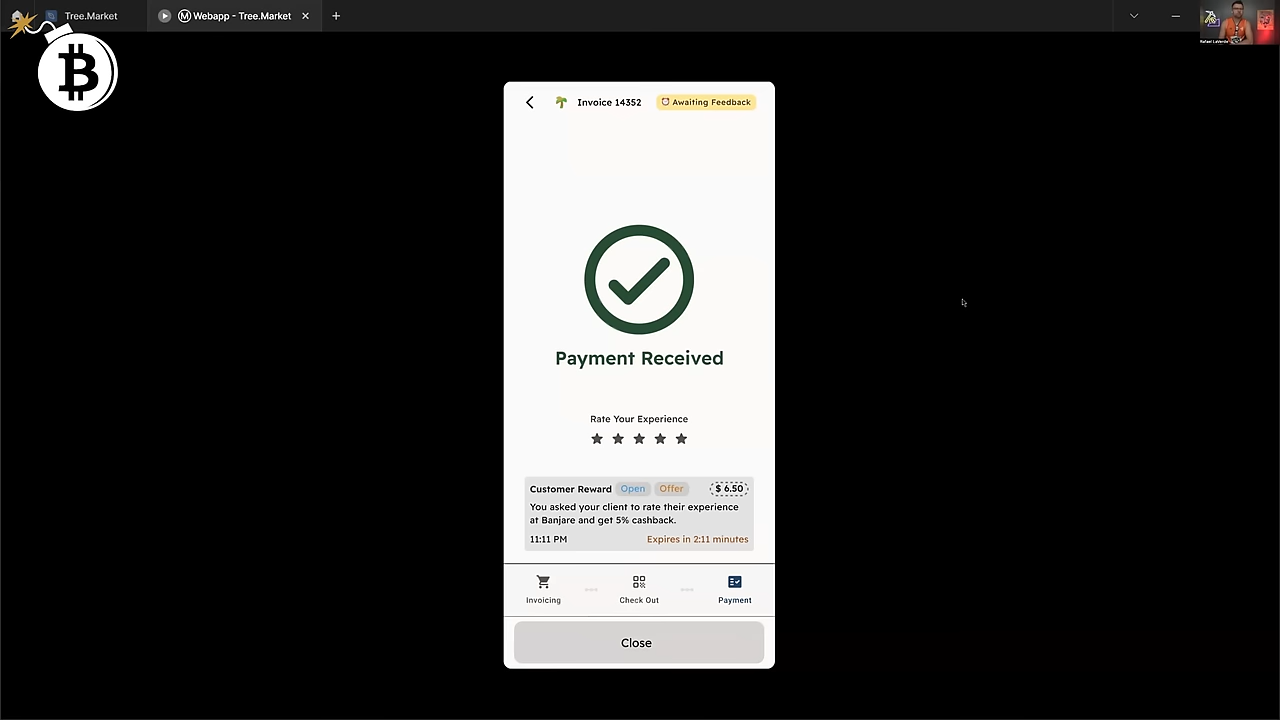 Tree.Market
Webapp - Tree.Market
Rafael LaVerde
Invoice 14352
Awaiting Feedback
Payment Received
Rate Your Experience
Customer Reward Open Offer $ 6.50
You asked your client to rate their experience
at Banjare and get 5% cashback.
11:11 PM Expires in 2:11 minutes
Invoicing
Check Out
Payment
Close